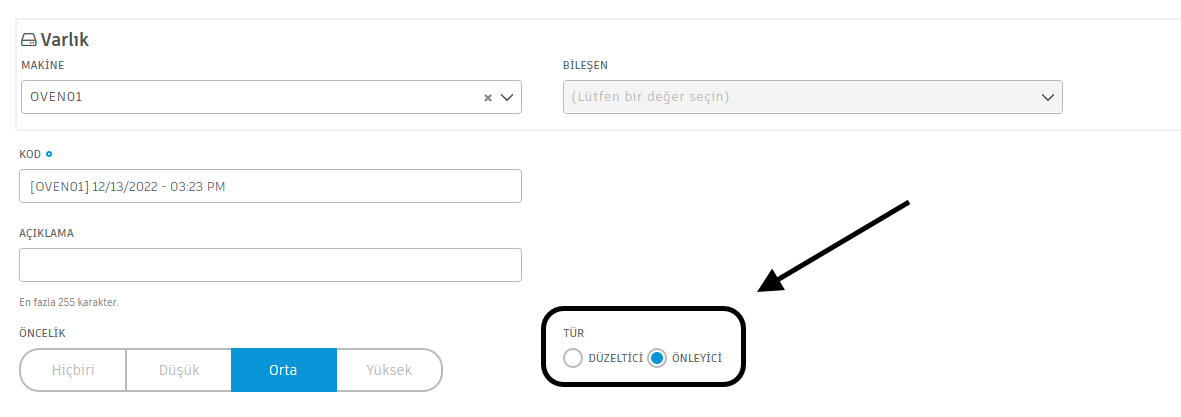 Varlık
MAKİNE
BİLEŞEN
OVEN01
(Lütfen bir değer seçin)
KOD
[OVEN01] 12/13/2022 - 03:23 PM
AÇIKLAMA
En fazla 255 karakter.
ÖNCELİK
TÜR
Hiçbiri Düşük Orta Yüksek
DÜZELTİCİ ÖNLEYİCİ